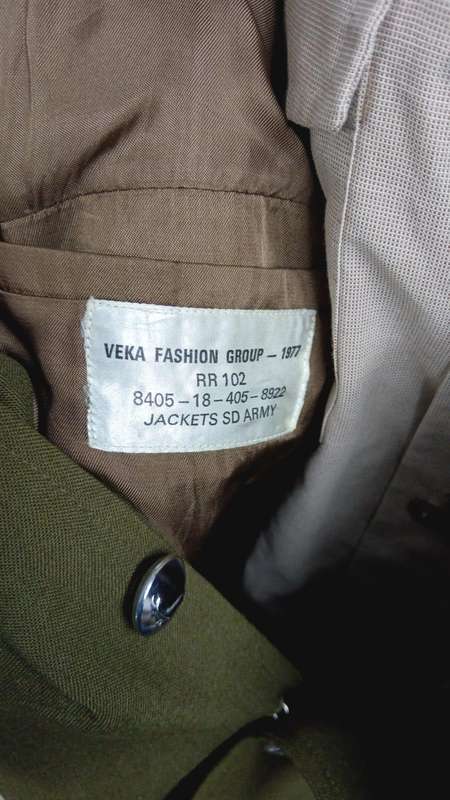 VEKA FASHION GROUP – 1977
RR 102
8405 – 18 – 405 – 8922
JACKETS SD ARMY